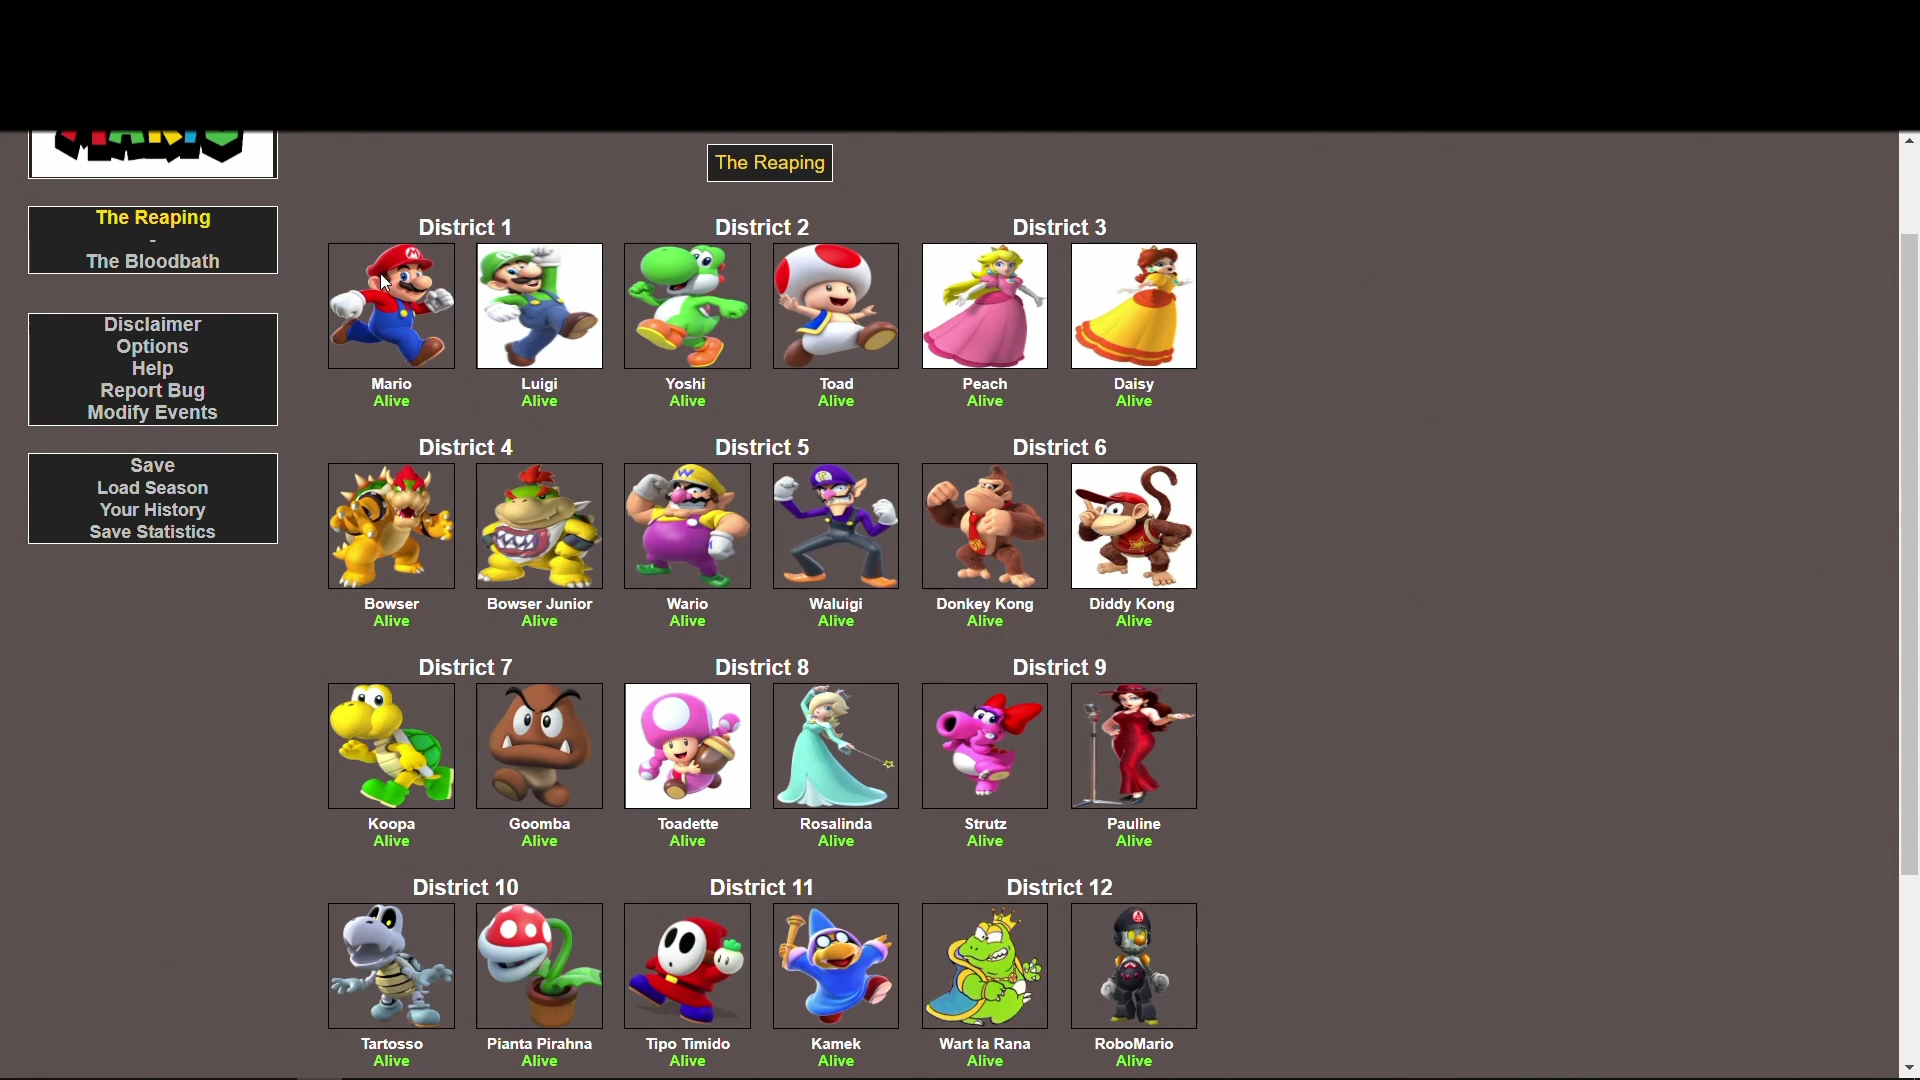 MARIO
The Reaping
The Reaping
-
The Bloodbath
Disclaimer
Options
Help
Report Bug
Modify Events
Save
Load Season
Your History
Save Statistics
District 1
District 2
District 3
Mario
Luigi
Yoshi
Toad
Peach
Daisy
Alive
Alive
Alive
Alive
Alive
Alive
District 4
District 5
District 6
Bowser
Bowser Junior
Wario
Waluigi
Donkey Kong
Diddy Kong
Alive
Alive
Alive
Alive
Alive
Alive
District 7
District 8
District 9
Koopa
Goomba
Toadette
Rosalinda
Strutz
Pauline
Alive
Alive
Alive
Alive
Alive
Alive
District 10
District 11
District 12
Tartosso
Pianta Pirahna
Tipo Timido
Kamek
Wart la Rana
RoboMario
Alive
Alive
Alive
Alive
Alive
Alive